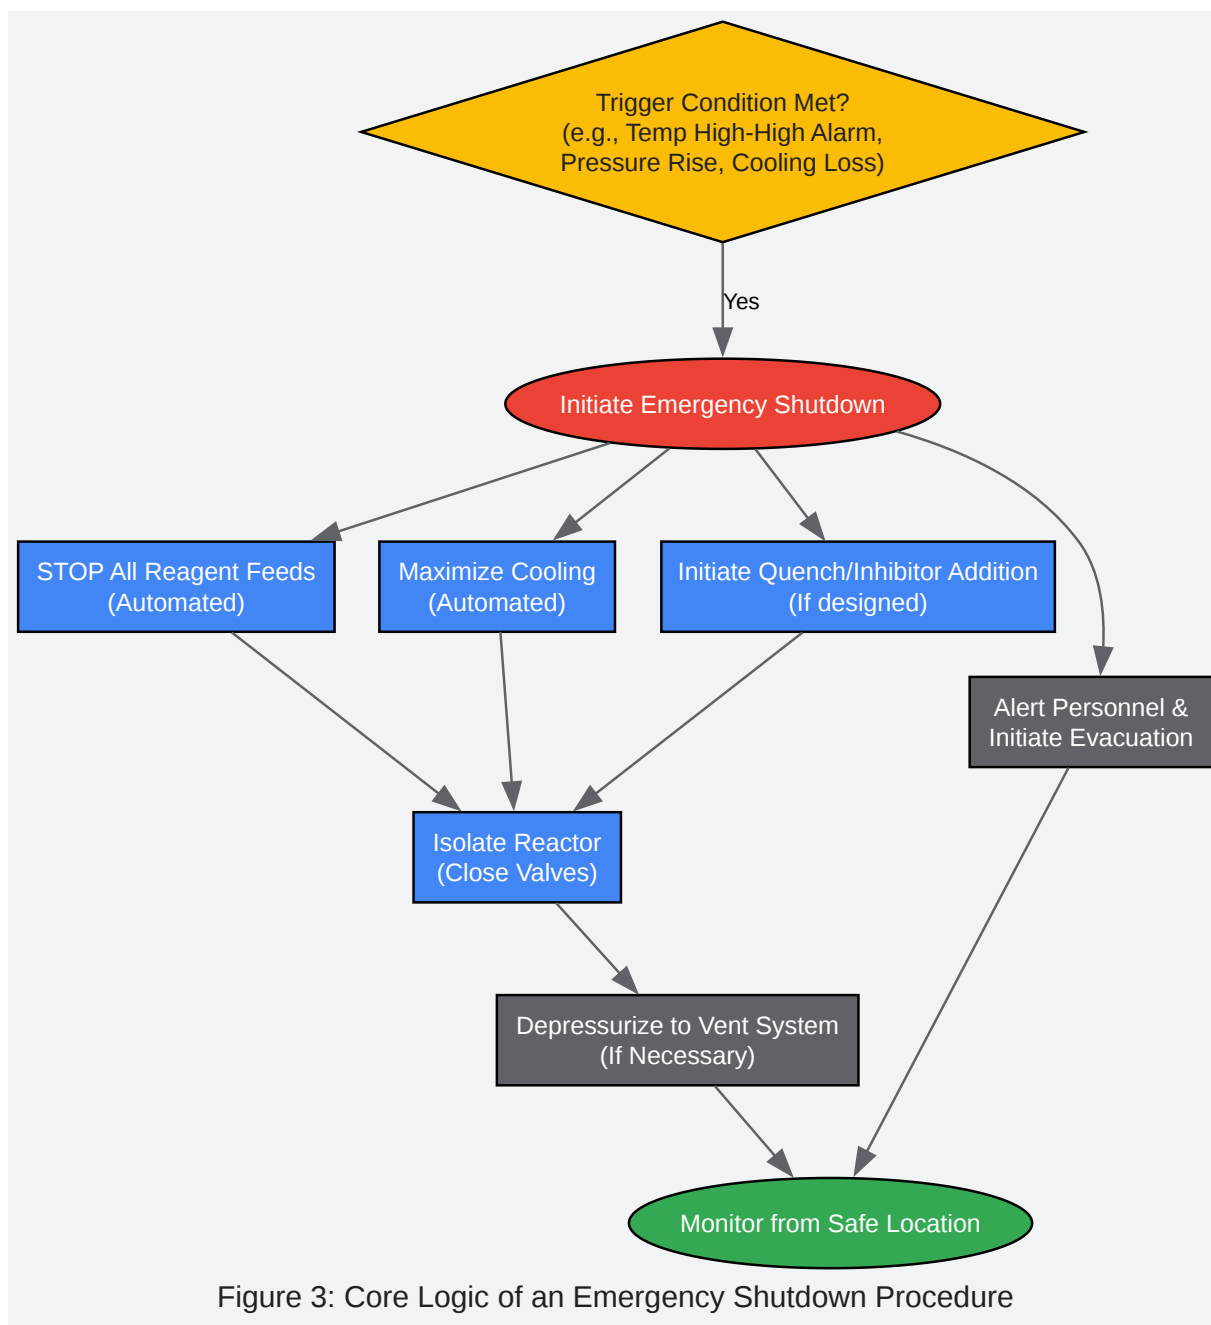 Trigger Condition Met?
(e.g., Temp High-High Alarm,
Pressure Rise, Cooling Loss)
Yes
Initiate Emergency Shutdown
STOP All Reagent Feeds
(Automated)
Maximize Cooling
(Automated)
Initiate Quench/Inhibitor Addition
(If designed)
Alert Personnel &
Initiate Evacuation
Isolate Reactor
(Close Valves)
Depressurize to Vent System
(If Necessary)
Monitor from Safe Location
Figure 3: Core Logic of an Emergency Shutdown Procedure